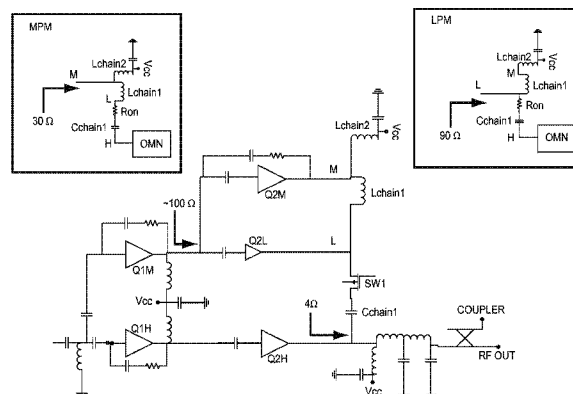 MPM
Vcc
Lchain2
M
Lchain1
L
Ron
30 Ω
Cchain1
H
OMN
LPM
Lchain2
Vcc
M
L
Lchain1
Ron
90 Ω
Cchain1
H
OMN
Lchain2
Vcc
M
~100 Ω
Q2M
Lchain1
L
Q2L
Q1M
SW1
Vcc
Cchain1
4Ω
COUPLER
Q1H
Q2H
RF OUT
Vcc